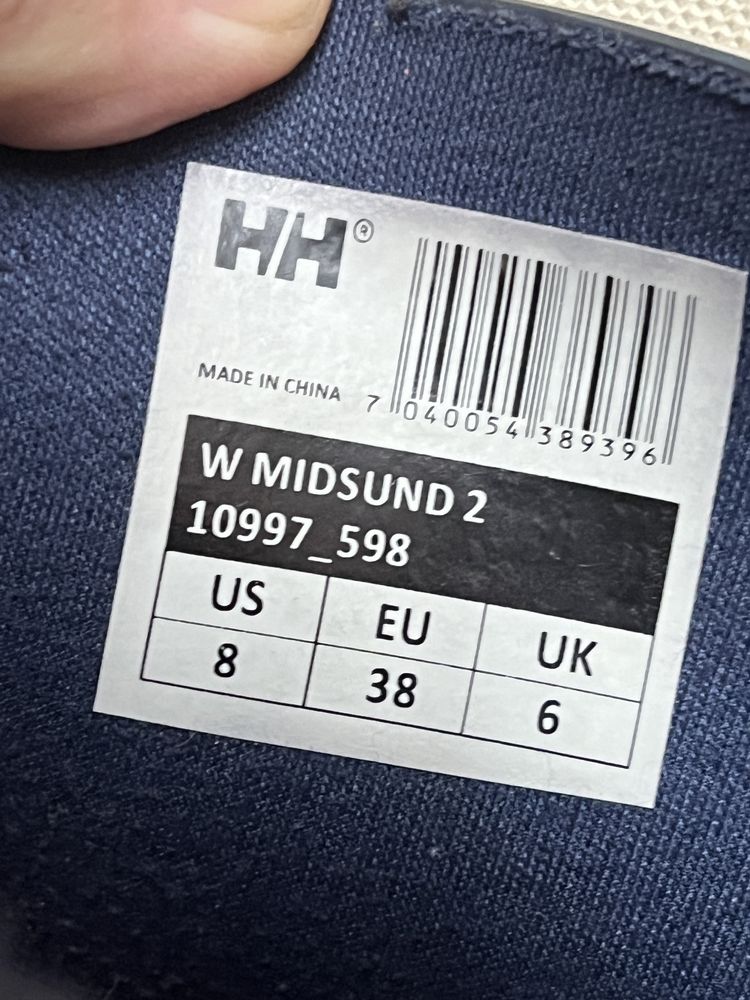 HH®
MADE IN CHINA
7 040054 389396
W MIDSUND 2
10997_598
US EU UK
8 38 6